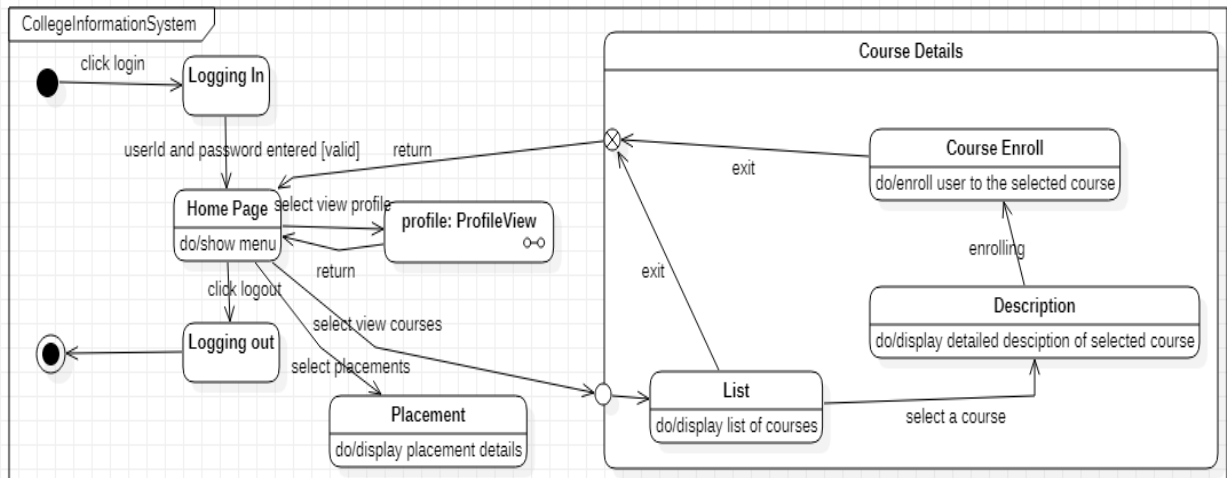 CollegeInformationSystem
click login
Logging In
userId and password entered [valid]
return
Home Page
do/show menu
select view profile
profile: ProfileView
return
click logout
Logging out
select view courses
select placements
Placement
do/display placement details
Course Details
Course Enroll
do/enroll user to the selected course
exit
enrolling
exit
Description
do/display detailed desciption of selected course
List
do/display list of courses
select a course